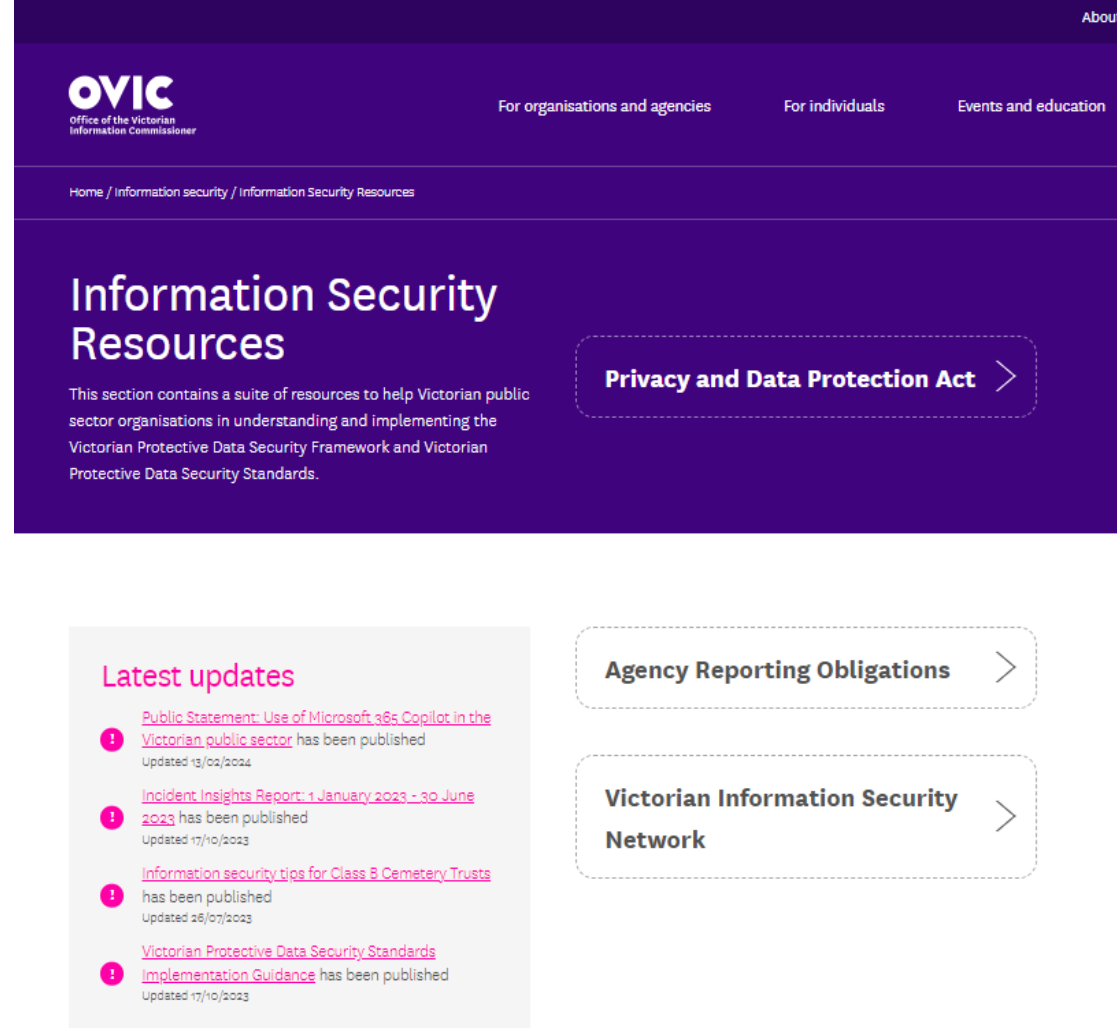 About
OVIC
Office of the Victorian
Information Commissioner
For organisations and agencies
For individuals
Events and education
Home / Information security / Information Security Resources
Information Security
Resources
This section contains a suite of resources to help Victorian public
sector organisations in understanding and implementing the
Victorian Protective Data Security Framework and Victorian
Protective Data Security Standards.
Privacy and Data Protection Act
Latest updates
Public Statement: Use of Microsoft 365 Copilot in the
Victorian public sector has been published
Updated 13/02/2024
Incident Insights Report: 1 January 2023 - 30 June
2023 has been published
Updated 17/10/2023
Information security tips for Class B Cemetery Trusts
has been published
Updated 26/07/2023
Victorian Protective Data Security Standards
Implementation Guidance has been published
Updated 17/10/2023
Agency Reporting Obligations
Victorian Information Security
Network